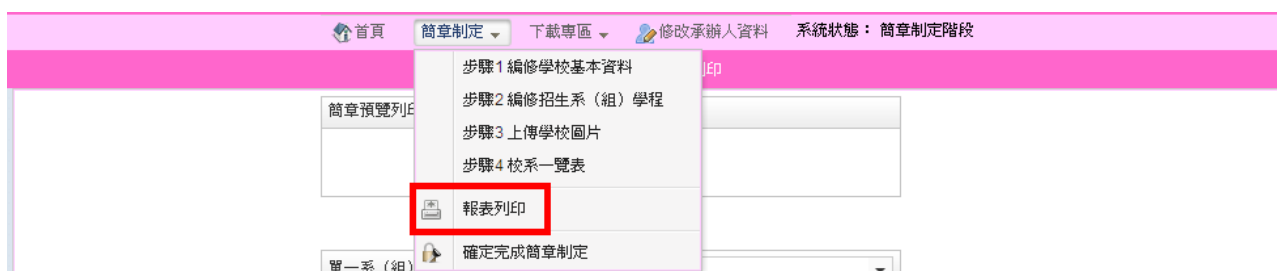 首頁 簡章制定 下載專區 修改承辦人資料 系統狀態： 簡章制定階段
列印
步驟1 編修學校基本資料
步驟2 編修招生系（組）學程
簡章預覽列印
步驟3 上傳學校圖片
步驟4 校系一覽表
報表列印
確定完成簡章制定
單一系（組）